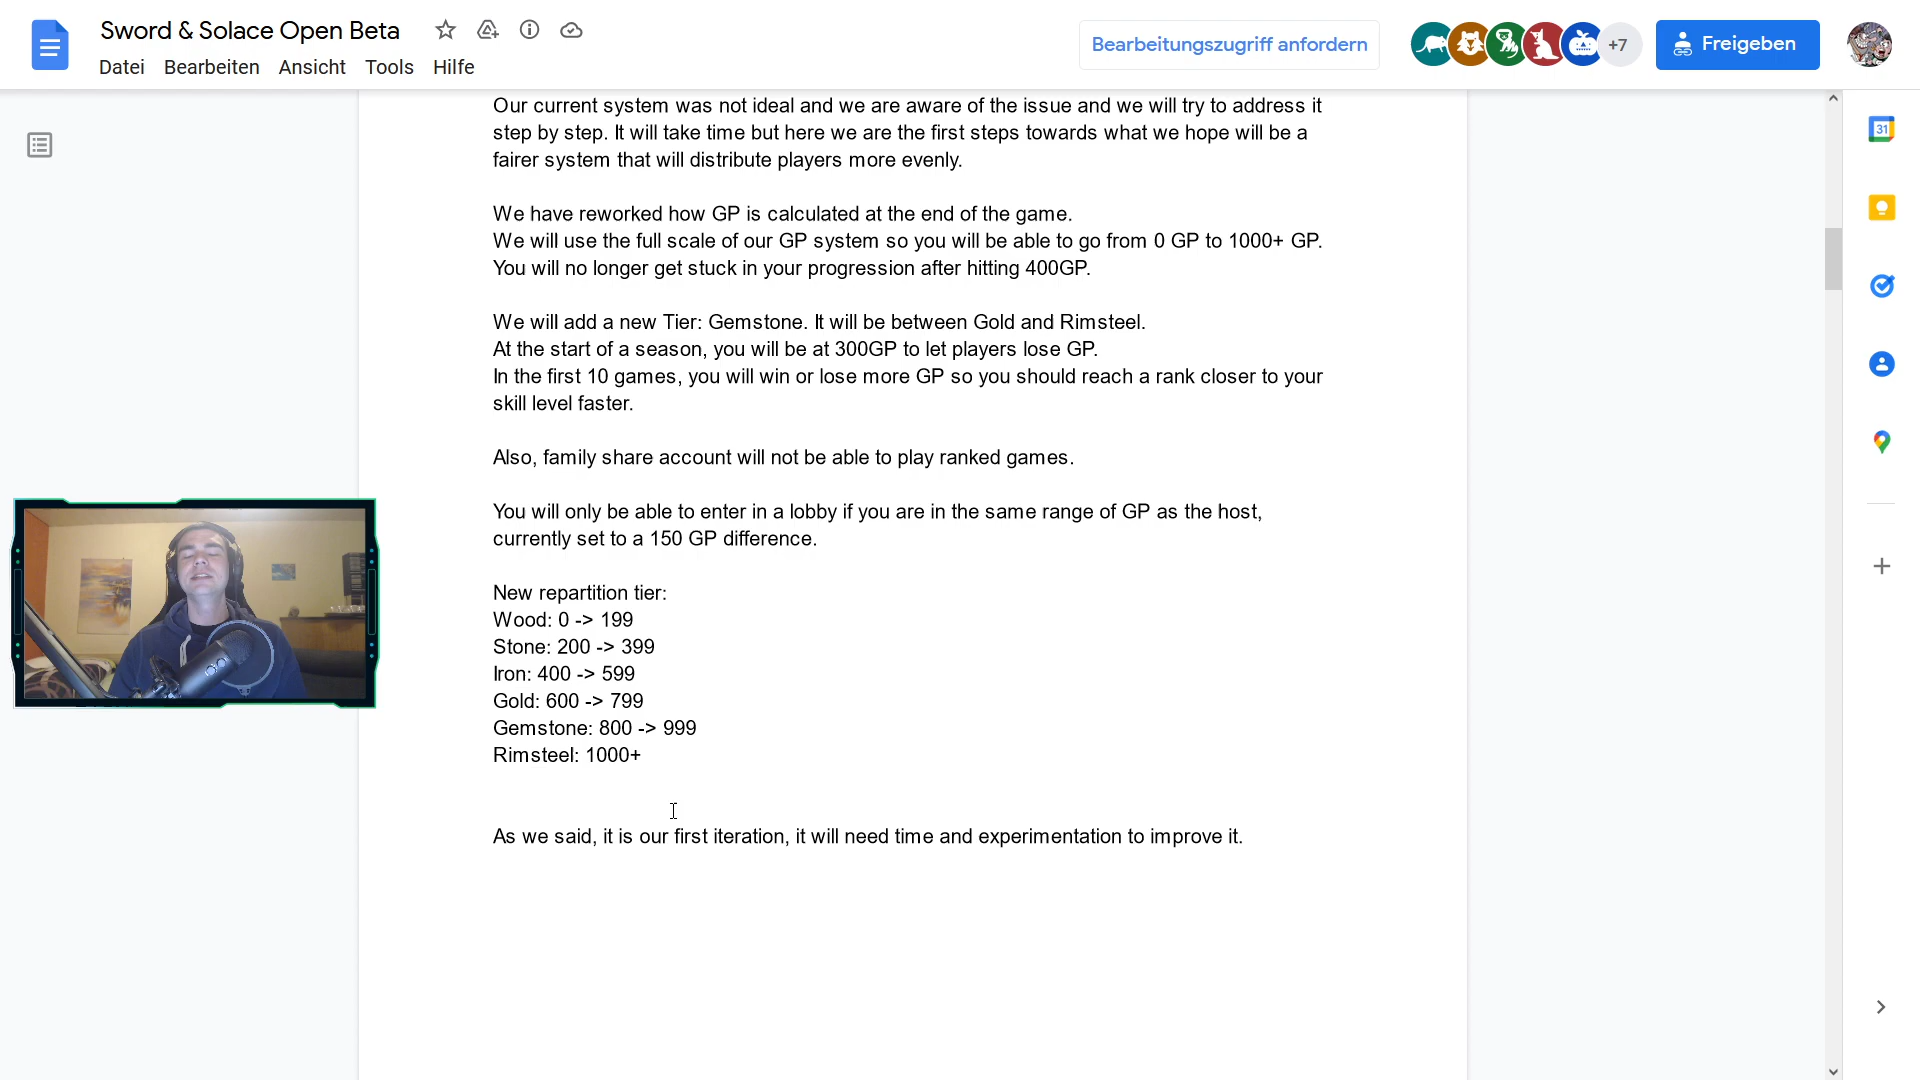 Sword & Solace Open Beta
Datei Bearbeiten Ansicht Tools Hilfe
Bearbeitungszugriff anfordern
+7
Freigeben
31
Our current system was not ideal and we are aware of the issue and we will try to address it
step by step. It will take time but here we are the first steps towards what we hope will be a
fairer system that will distribute players more evenly.
We have reworked how GP is calculated at the end of the game.
We will use the full scale of our GP system so you will be able to go from 0 GP to 1000+ GP.
You will no longer get stuck in your progression after hitting 400GP.
We will add a new Tier: Gemstone. It will be between Gold and Rimsteel.
At the start of a season, you will be at 300GP to let players lose GP.
In the first 10 games, you will win or lose more GP so you should reach a rank closer to your
skill level faster.
Also, family share account will not be able to play ranked games.
You will only be able to enter in a lobby if you are in the same range of GP as the host,
currently set to a 150 GP difference.
New repartition tier:
Wood: 0 -> 199
Stone: 200 -> 399
Iron: 400 -> 599
Gold: 600 -> 799
Gemstone: 800 -> 999
Rimsteel: 1000+
As we said, it is our first iteration, it will need time and experimentation to improve it.